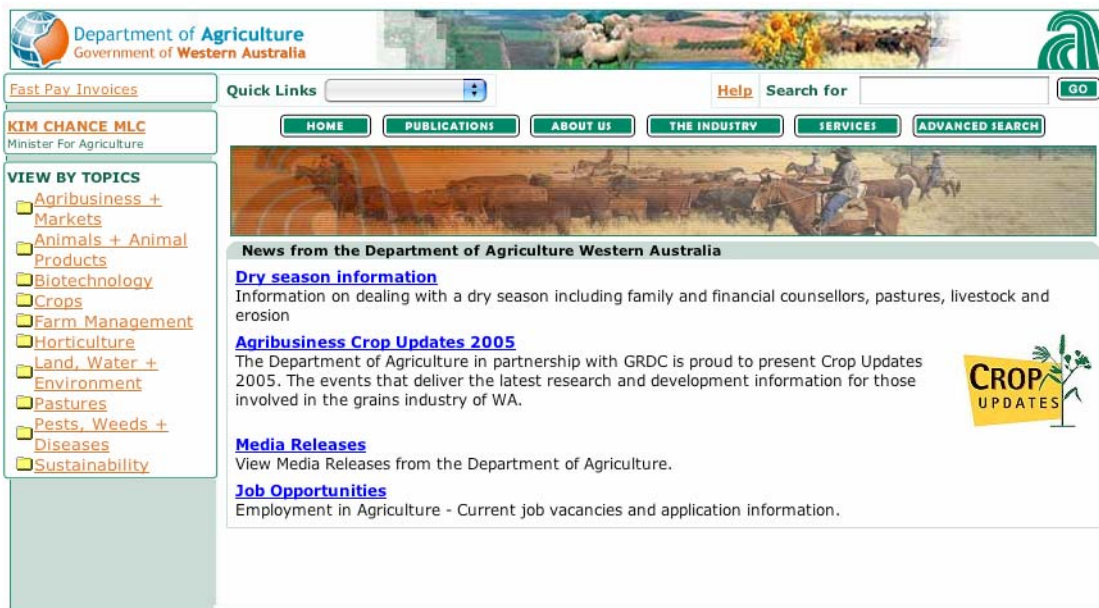 Department of Agriculture
Government of Western Australia
Fast Pay Invoices
Quick Links
Help
Search for
GO
KIM CHANCE MLC
Minister For Agriculture
HOME
PUBLICATIONS
ABOUT US
THE INDUSTRY
SERVICES
ADVANCED SEARCH
VIEW BY TOPICS
Agribusiness +
Markets
Animals + Animal
Products
Biotechnology
Crops
Farm Management
Horticulture
Land, Water +
Environment
Pastures
Pests, Weeds +
Diseases
Sustainability
News from the Department of Agriculture Western Australia
Dry season information
Information on dealing with a dry season including family and financial counsellors, pastures, livestock and
erosion
Agribusiness Crop Updates 2005
The Department of Agriculture in partnership with GRDC is proud to present Crop Updates
2005. The events that deliver the latest research and development information for those
involved in the grains industry of WA.
CROP
UPDATES
Media Releases
View Media Releases from the Department of Agriculture.
Job Opportunities
Employment in Agriculture - Current job vacancies and application information.